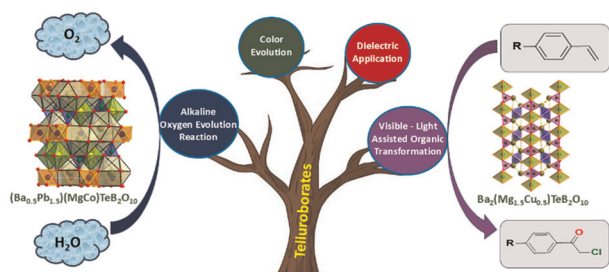 O₂
Color
Evolution
Dielectric
Application
R
Alkaline
Oxygen Evolution
Reaction
Visible - Light
Assisted Organic
Transformation
Telluroborates
(Ba₀.₅Pb₁.₅)(MgCo)TeB₂O₁₀
Ba₂(Mg₁.₅Cu₀.₅)TeB₂O₁₀
H₂O
O
R
Cl